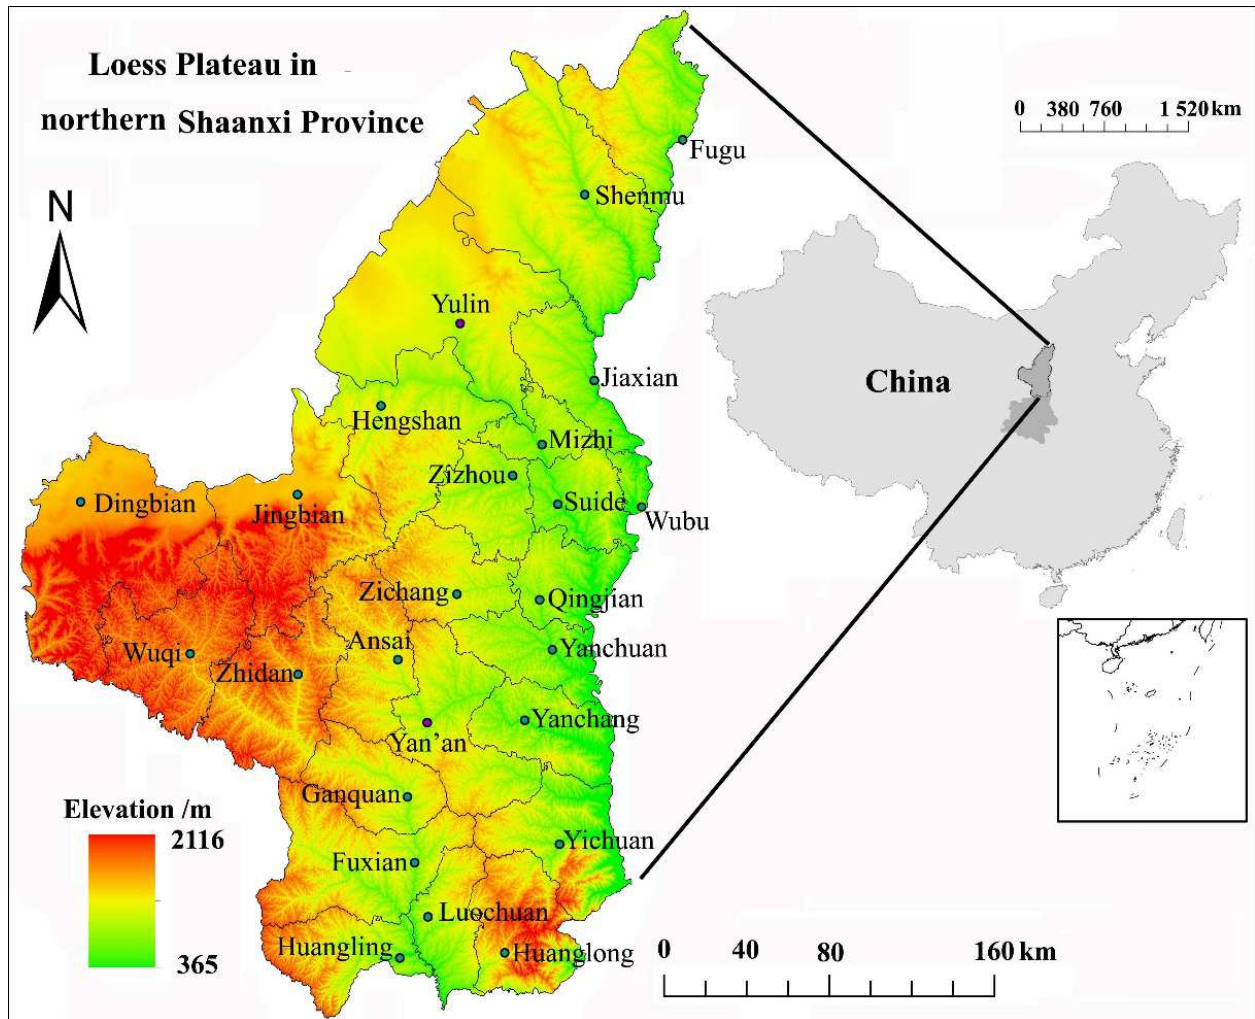 Loess Plateau in
northern Shaanxi Province
N
0 380 760 1 520 km
Fugu
Shenmu
Yulin
China
Jiaxian
Hengshan
Mizhi
Zizhou
Dingbian
Jingbian
Suide
Wubu
Zichang
Qingjian
Wuqi
Ansai
Yanchuan
Zhidan
Yanchang
Yan’an
Ganquan
Elevation /m
2116
365
Yichuan
Fuxian
Luochuan
Huangling
Huanglong
0 40 80 160 km